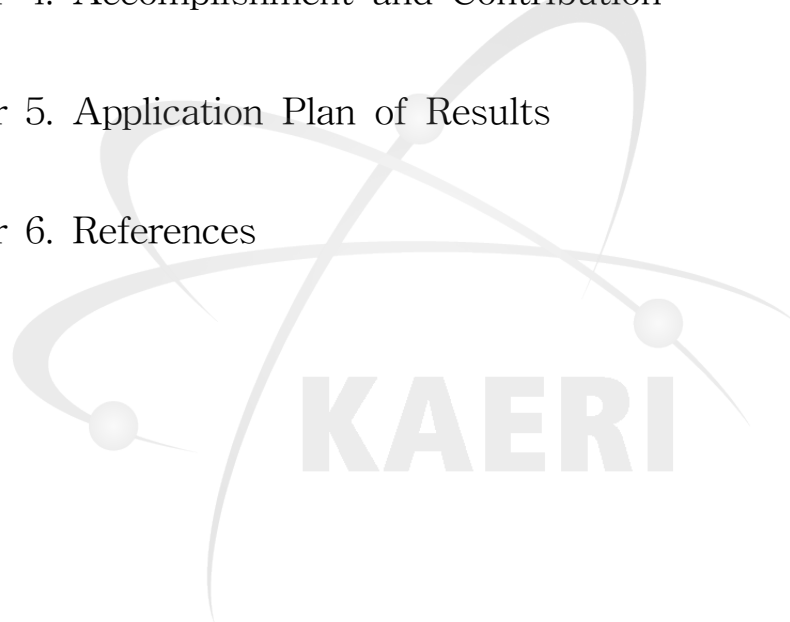 4. Accomplishment and Contribution
r 5. Application Plan of Results
r 6. References
KAERI